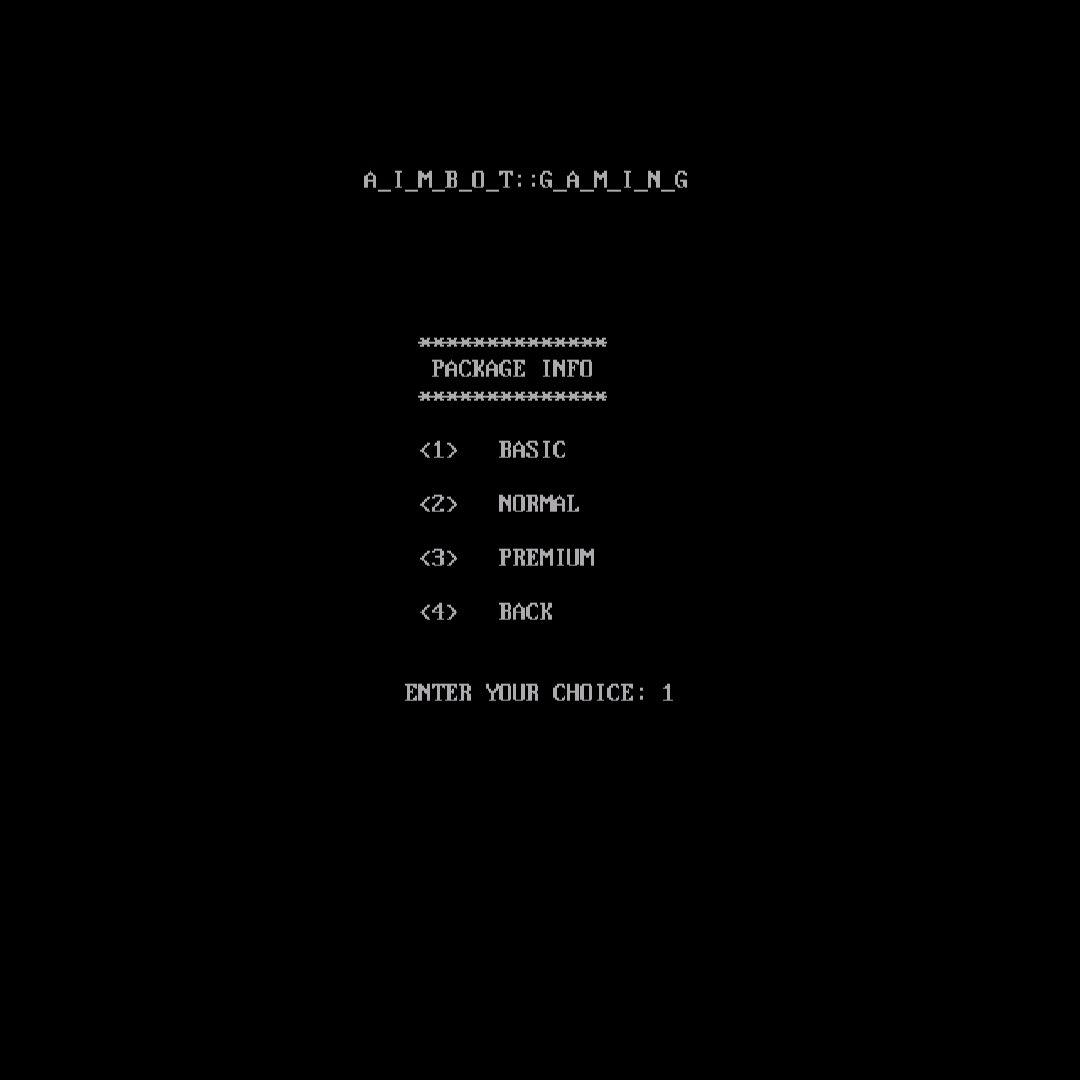 A_I_M_B_O_T::G_A_M_I_N_G
**************
PACKAGE INFO
**************
<1> BASIC
<2> NORMAL
<3> PREMIUM
<4> BACK
ENTER YOUR CHOICE: 1